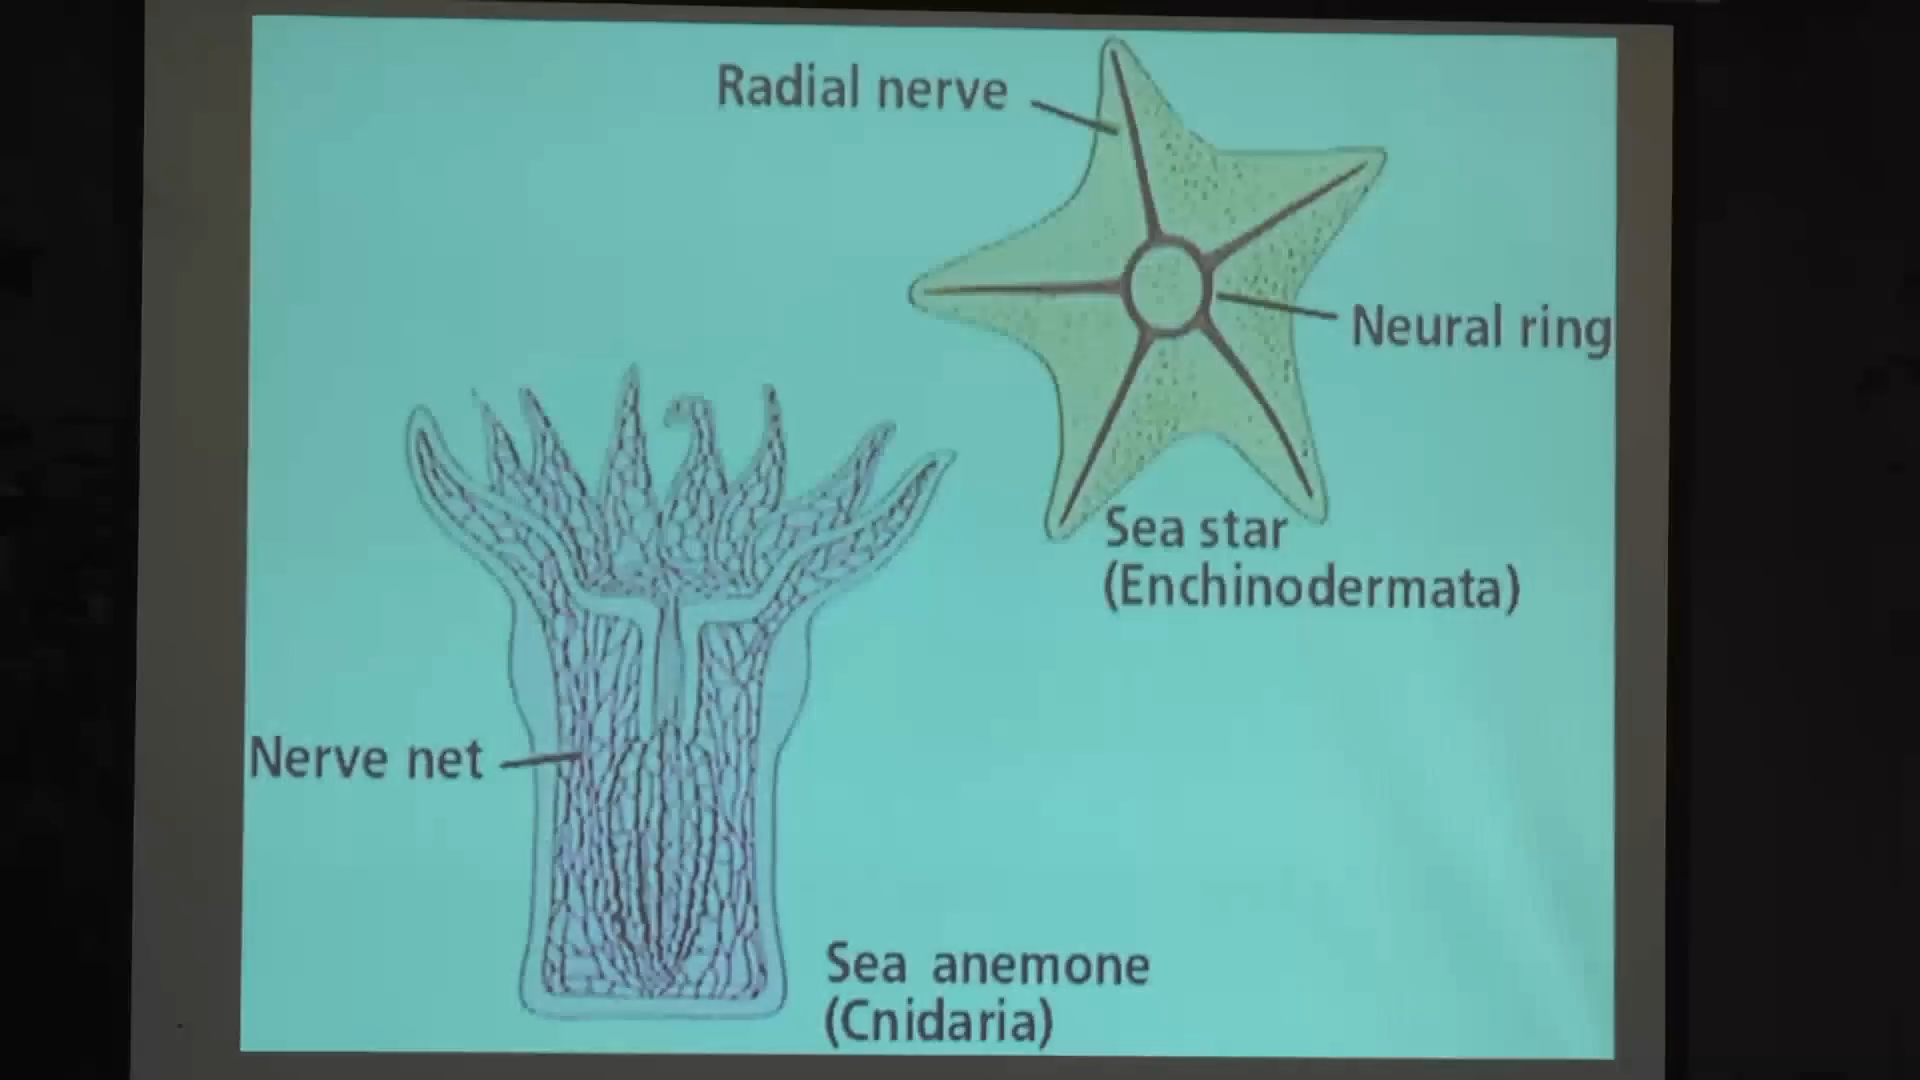 Radial nerve
Neural ring
Sea star
(Enchinodermata)
Nerve net
Sea anemone
(Cnidaria)